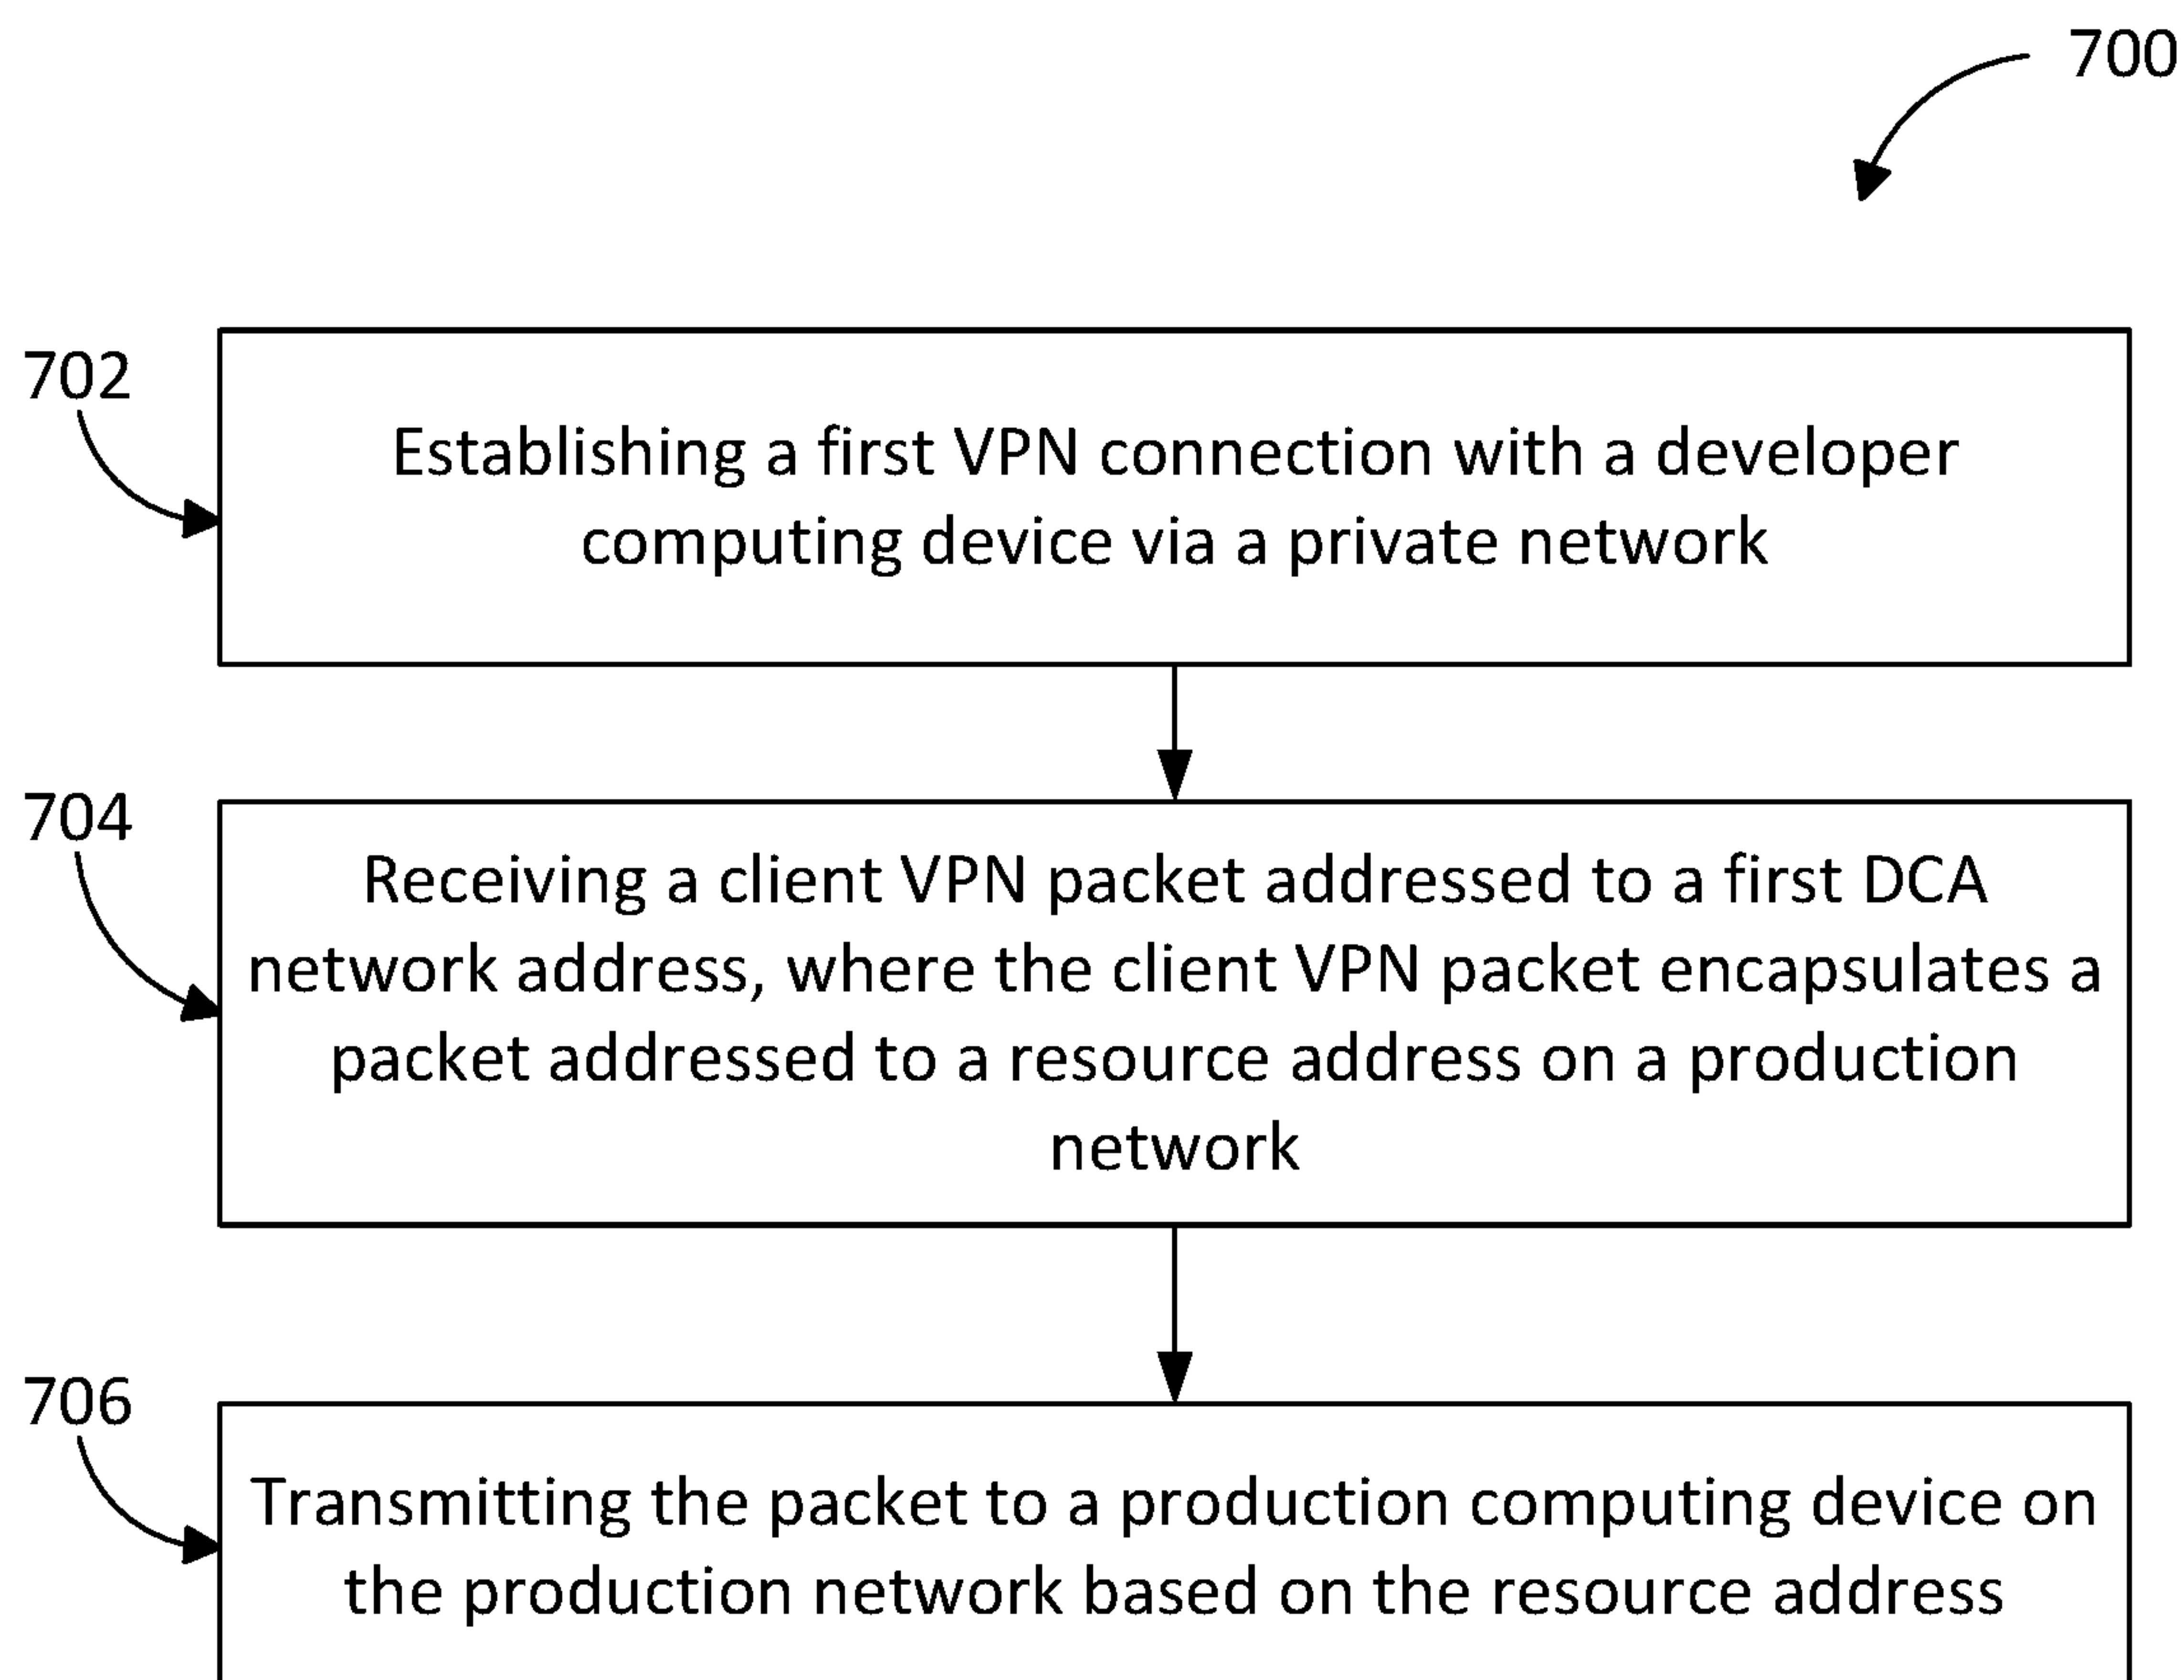 700
702
Establishing a first VPN connection with a developer
computing device via a private network
704
Receiving a client VPN packet addressed to a first DCA
network address, where the client VPN packet encapsulates a
packet addressed to a resource address on a production
network
706
Transmitting the packet to a production computing device on
the production network based on the resource address